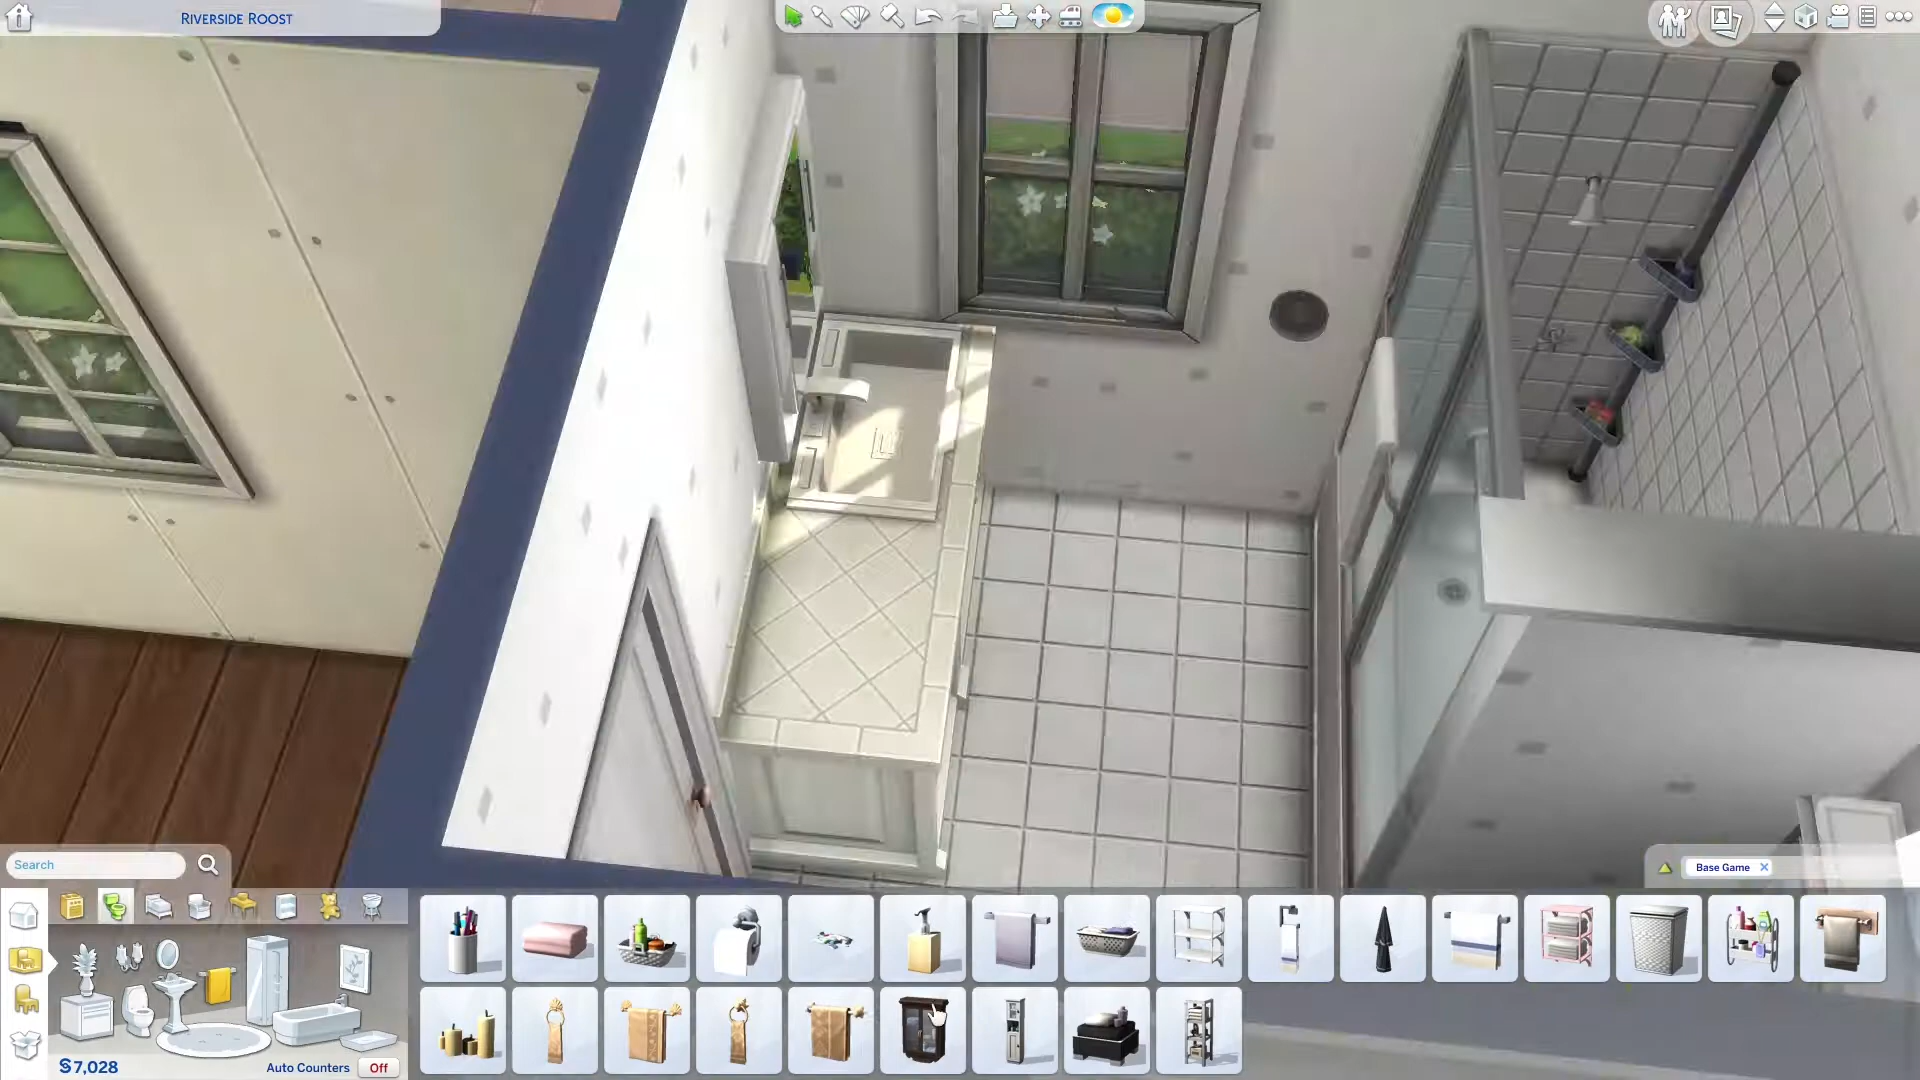 RIVERSIDE ROOST
Search
Base Game
§7,028
Auto Counters
Off